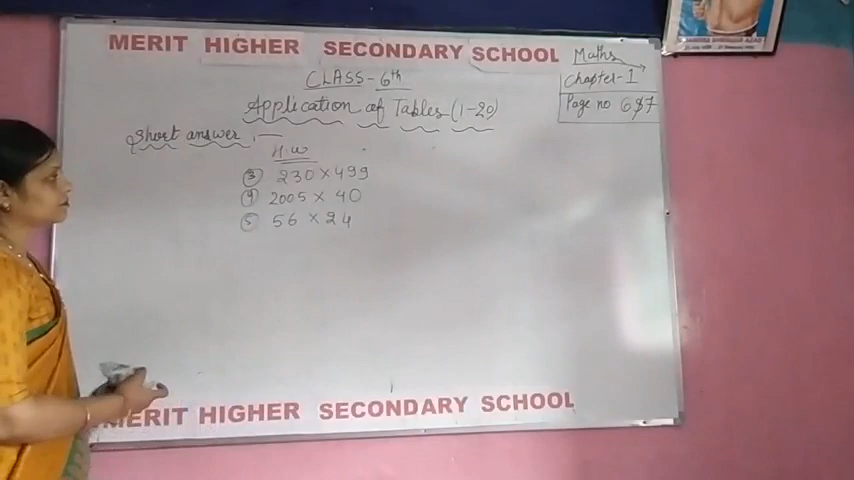 MERIT HIGHER SECONDARY SCHOOL
Maths
CLASS - 6th
Chapter - 1
Application of Tables (1-20)
Page no 6,7
Short answer :-
H.W
③ 230 × 499
④ 2005 × 40
⑤ 56 × 24
MERIT HIGHER SECONDARY SCHOOL